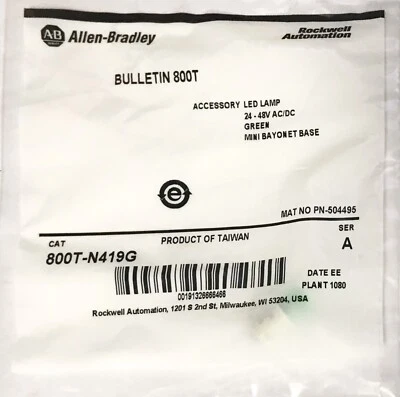 AB Allen-Bradley
Rockwell Automation
BULLETIN 800T
ACCESSORY LED LAMP
24 - 48V AC/DC
GREEN
MINI BAYONET BASE
e
MAT NO PN-504495
CAT
PRODUCT OF TAIWAN
SER
800T-N419G
A
00191326666466
DATE EE
PLANT 1080
Rockwell Automation, 1201 S 2nd St, Milwaukee, WI 53204, USA